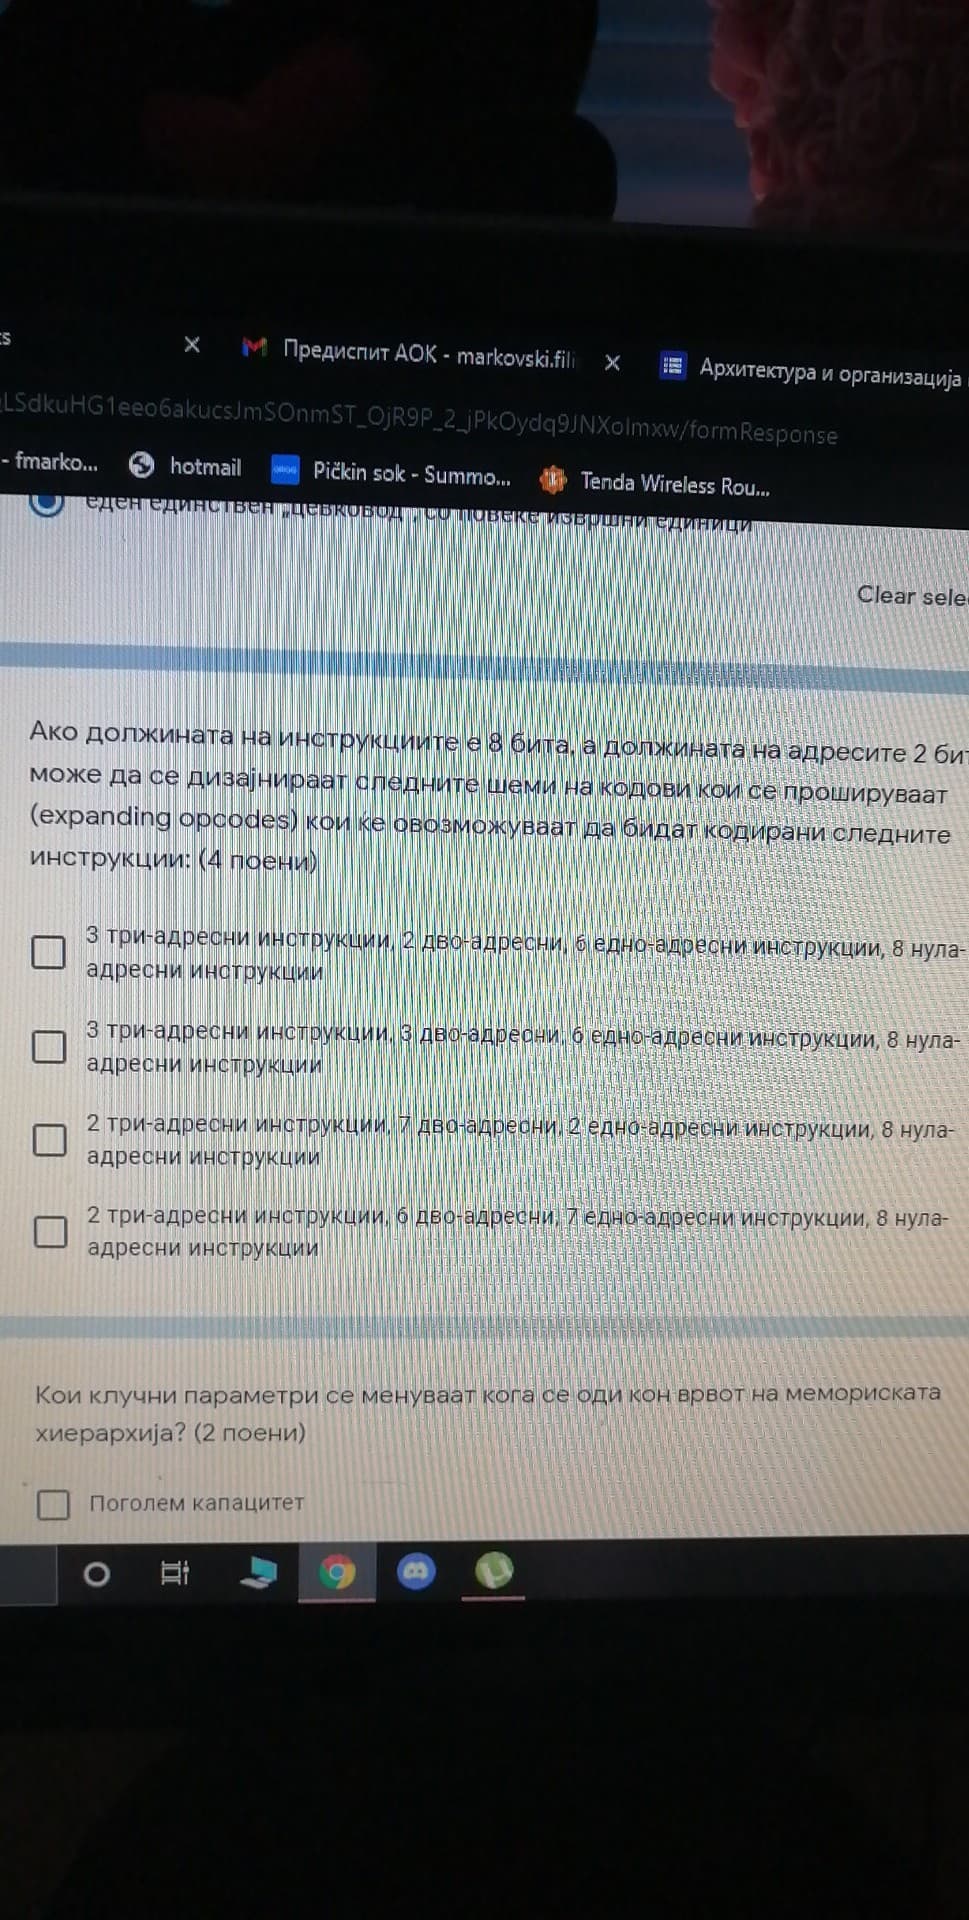 Предиспит АОК - markovski.fili
Архитектура и организација
LSdkuHG1eeo6akucsJmSOnmST_OjR9P_2_jPkOydq9JNXoImxw/formResponse
- fmarko...
hotmail
Pičkin sok - Summo...
Tenda Wireless Rou...
еден единствен „цевковод“, со повеке извршни единици
Clear sele
Ако должината на инструкциите е 8 бита, а должината на адресите 2 бит
може да се дизајнираат следните шеми на кодови кои се прошируваат
(expanding opcodes) кои ке овозможуваат да бидат кодирани следните
инструкции: (4 поени)
3 три-адресни инструкции, 2 дво-адресни, 6 едно-адресни инструкции, 8 нула-
адресни инструкции
3 три-адресни инструкции, 3 дво-адресни, 6 едно-адресни инструкции, 8 нула-
адресни инструкции
2 три-адресни инструкции, 7 дво-адресни, 2 едно-адресни инструкции, 8 нула-
адресни инструкции
2 три-адресни инструкции, 6 дво-адресни, 7 едно-адресни инструкции, 8 нула-
адресни инструкции
Кои клучни параметри се менуваат кога се оди кон врвот на мемориската
хиерархија? (2 поени)
Поголем капацитет